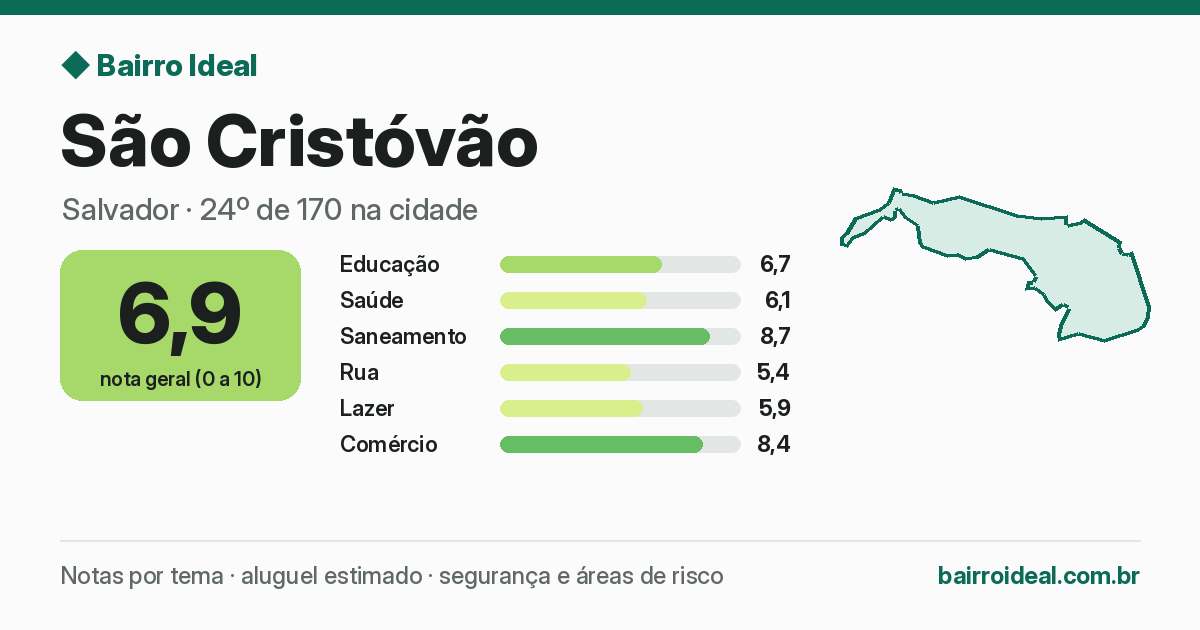 Bairro Ideal
São Cristóvão
Salvador · 24º de 170 na cidade
6,9
nota geral (0 a 10)
Educação 6,7
Saúde 6,1
Saneamento 8,7
Rua 5,4
Lazer 5,9
Comércio 8,4
Notas por tema · aluguel estimado · segurança e áreas de risco
bairroideal.com.br